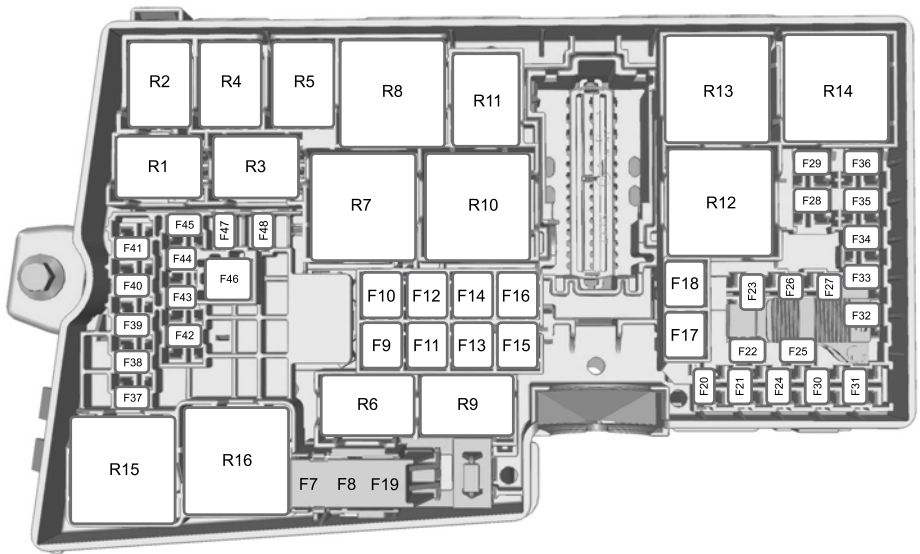 R2 R4 R5 R8 R11 R13 R14
R1 R3 R7 R10 R12 F29 F36
F28 F35
F45 F47 F48 F34
F41 F44 F46 F33
F40 F43 F10 F12 F14 F16 F18 F23 F26 F27
F39 F42 F32
F38 F9 F11 F13 F15 F17 F22 F25
F37 R6 R9 F20 F21 F24 F30 F31
R15 R16 F7 F8 F19